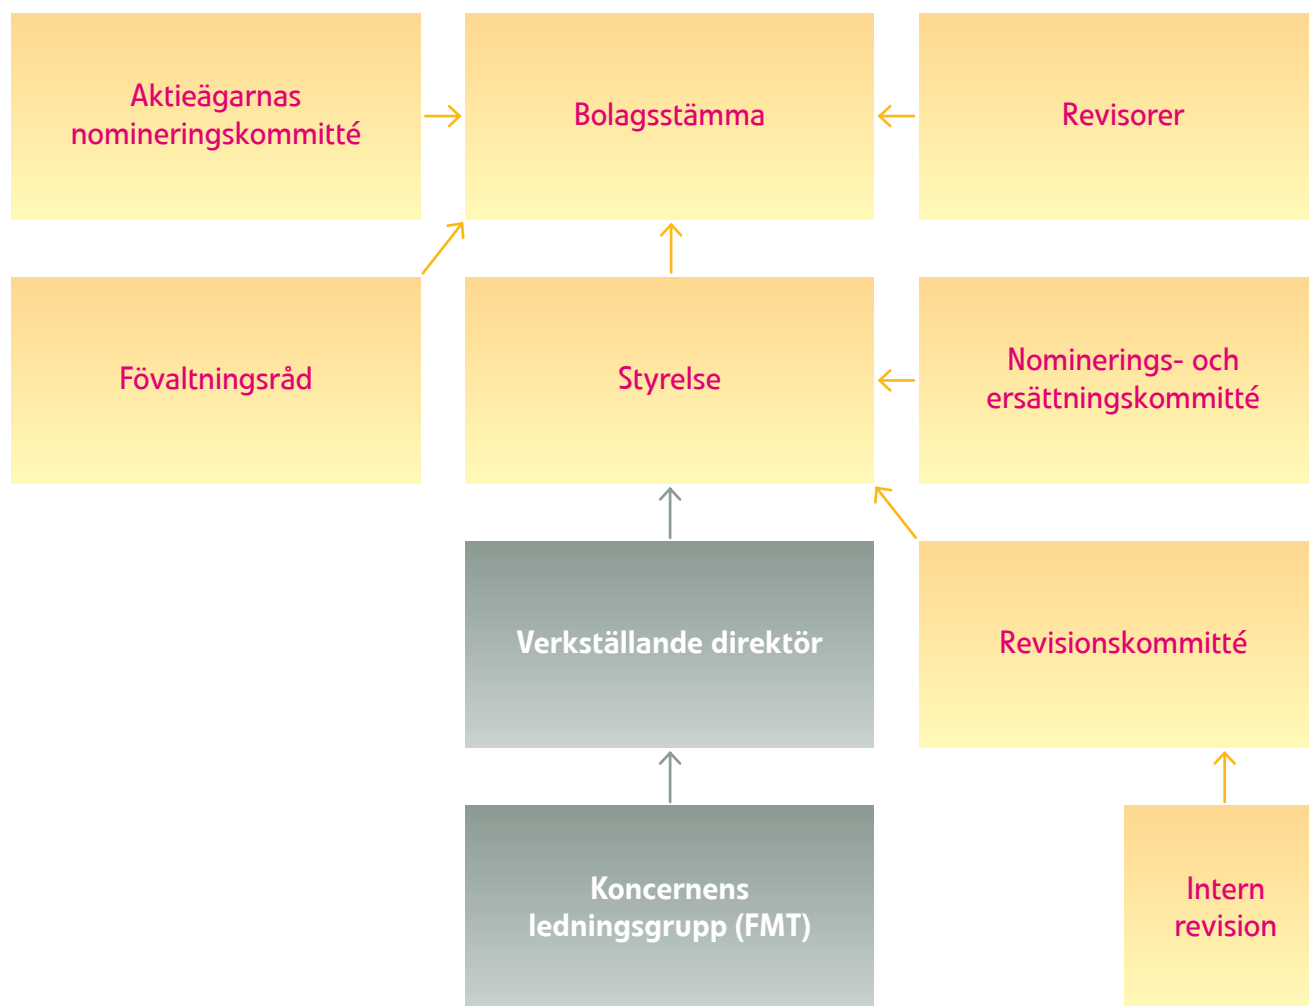 Aktieägarnas
nomineringskommitté
Bolagsstämma
Revisorer
Fövaltningsråd
Styrelse
Nominerings- och
ersättningskommitté
Verkställande direktör
Revisionskommitté
Koncernens
ledningsgrupp (FMT)
Intern
revision